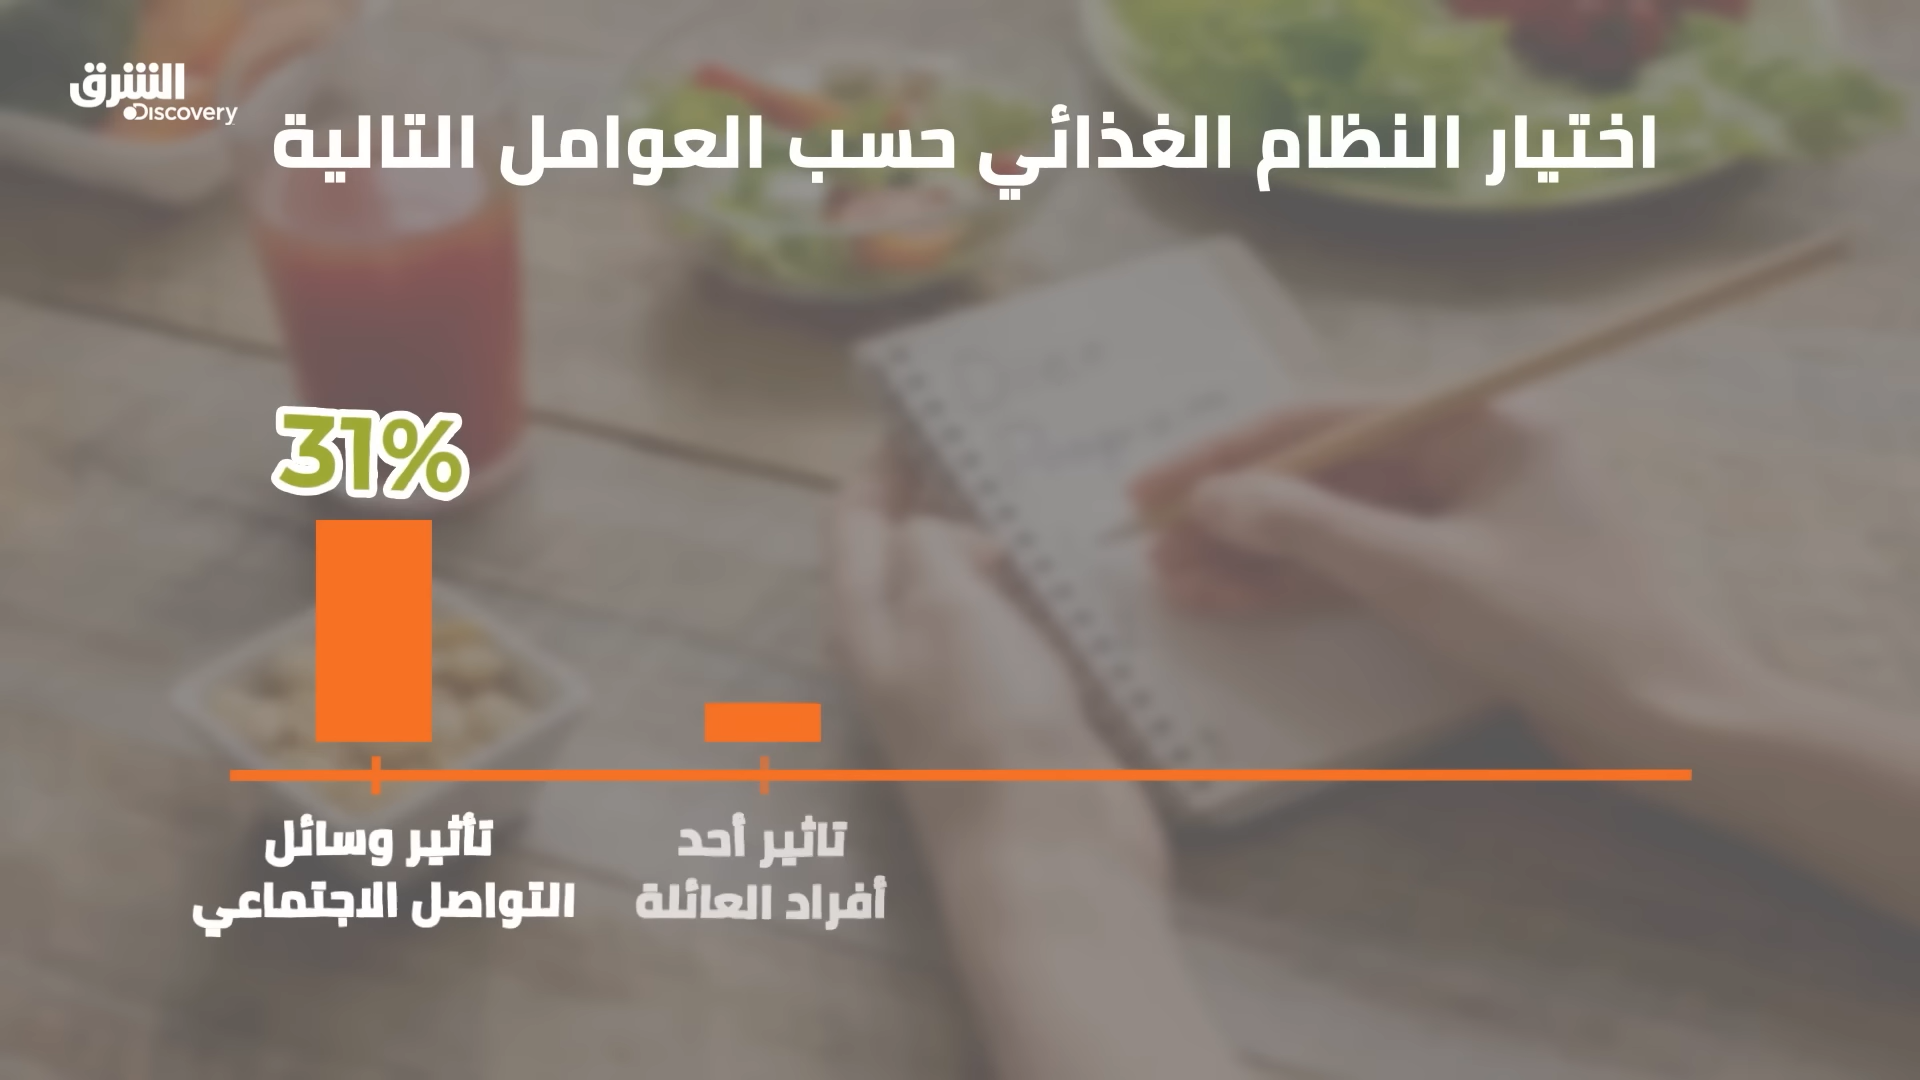 الشرق
Discovery
اختيار النظام الغذائي حسب العوامل التالية
31%
تأثير وسائل
التواصل الاجتماعي
تاثير أحد
أفراد العائلة